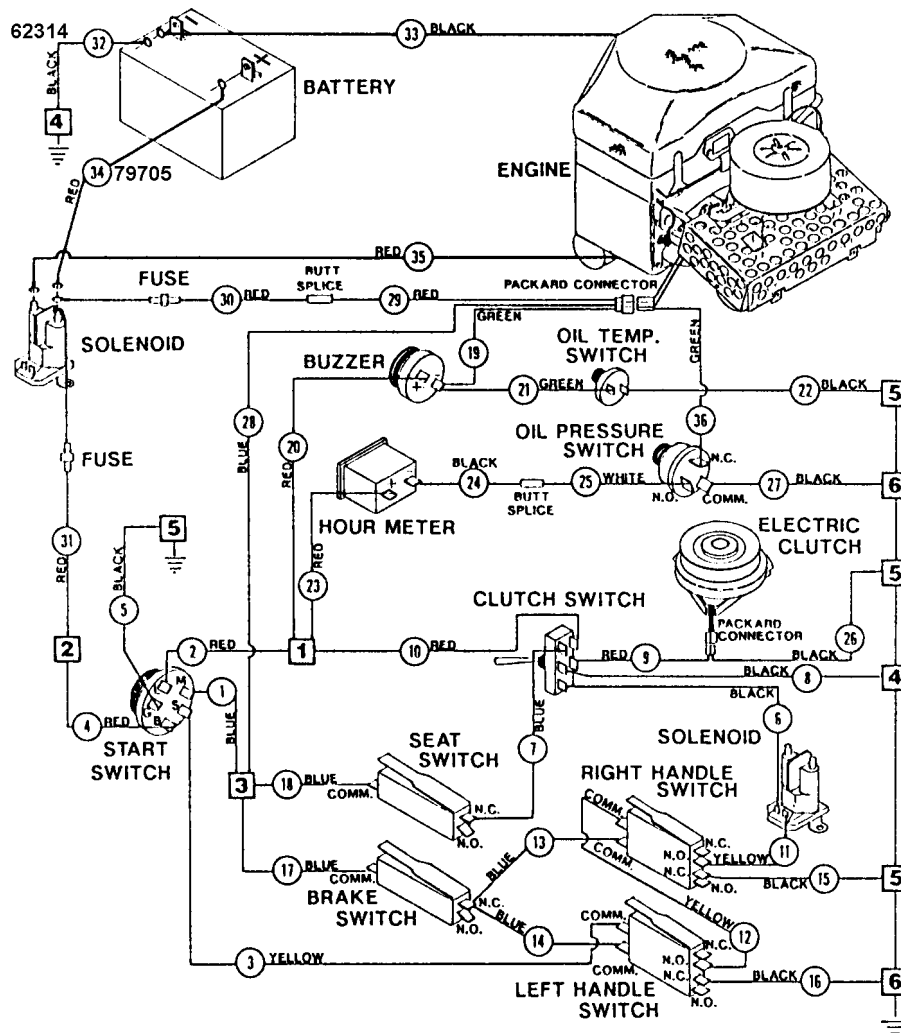 62314
32
33
BLACK
BLACK
BATTERY
4
34
79705
RED
ENGINE
RED
35
FUSE
30
RED
BUTT
SPLICE
29
RED
PACKARD CONNECTOR
GREEN
SOLENOID
BUZZER
19
OIL TEMP.
SWITCH
GREEN
+
-
21
GREEN
22
BLACK
5
28
BLUE
20
RED
36
OIL PRESSURE
SWITCH
N.C.
FUSE
BLACK
24
25
WHITE
27
BLACK
6
N.O.
COMM.
BUTT
SPLICE
HOUR METER
ELECTRIC
CLUTCH
31
RED
5
BLACK
5
RED
23
5
CLUTCH SWITCH
PACKARD
CONNECTOR
26
2
2
RED
1
10
RED
RED
9
BLACK
BLACK
8
4
BLACK
M
S
G
B
1
BLUE
4
RED
START
SWITCH
BLUE
7
6
SOLENOID
SEAT
SWITCH
3
18
BLUE
COMM.
N.C.
N.O.
RIGHT HANDLE
SWITCH
COMM.
13
BLUE
N.C.
N.O.
YELLOW
11
COMM.
17
BLUE
COMM.
BRAKE
SWITCH
N.C.
N.O.
BLACK
15
5
N.O.
YELLOW
12
BLUE
14
COMM.
N.C.
N.O.
N.C.
3
YELLOW
COMM.
BLACK
16
6
N.O.
LEFT HANDLE
SWITCH